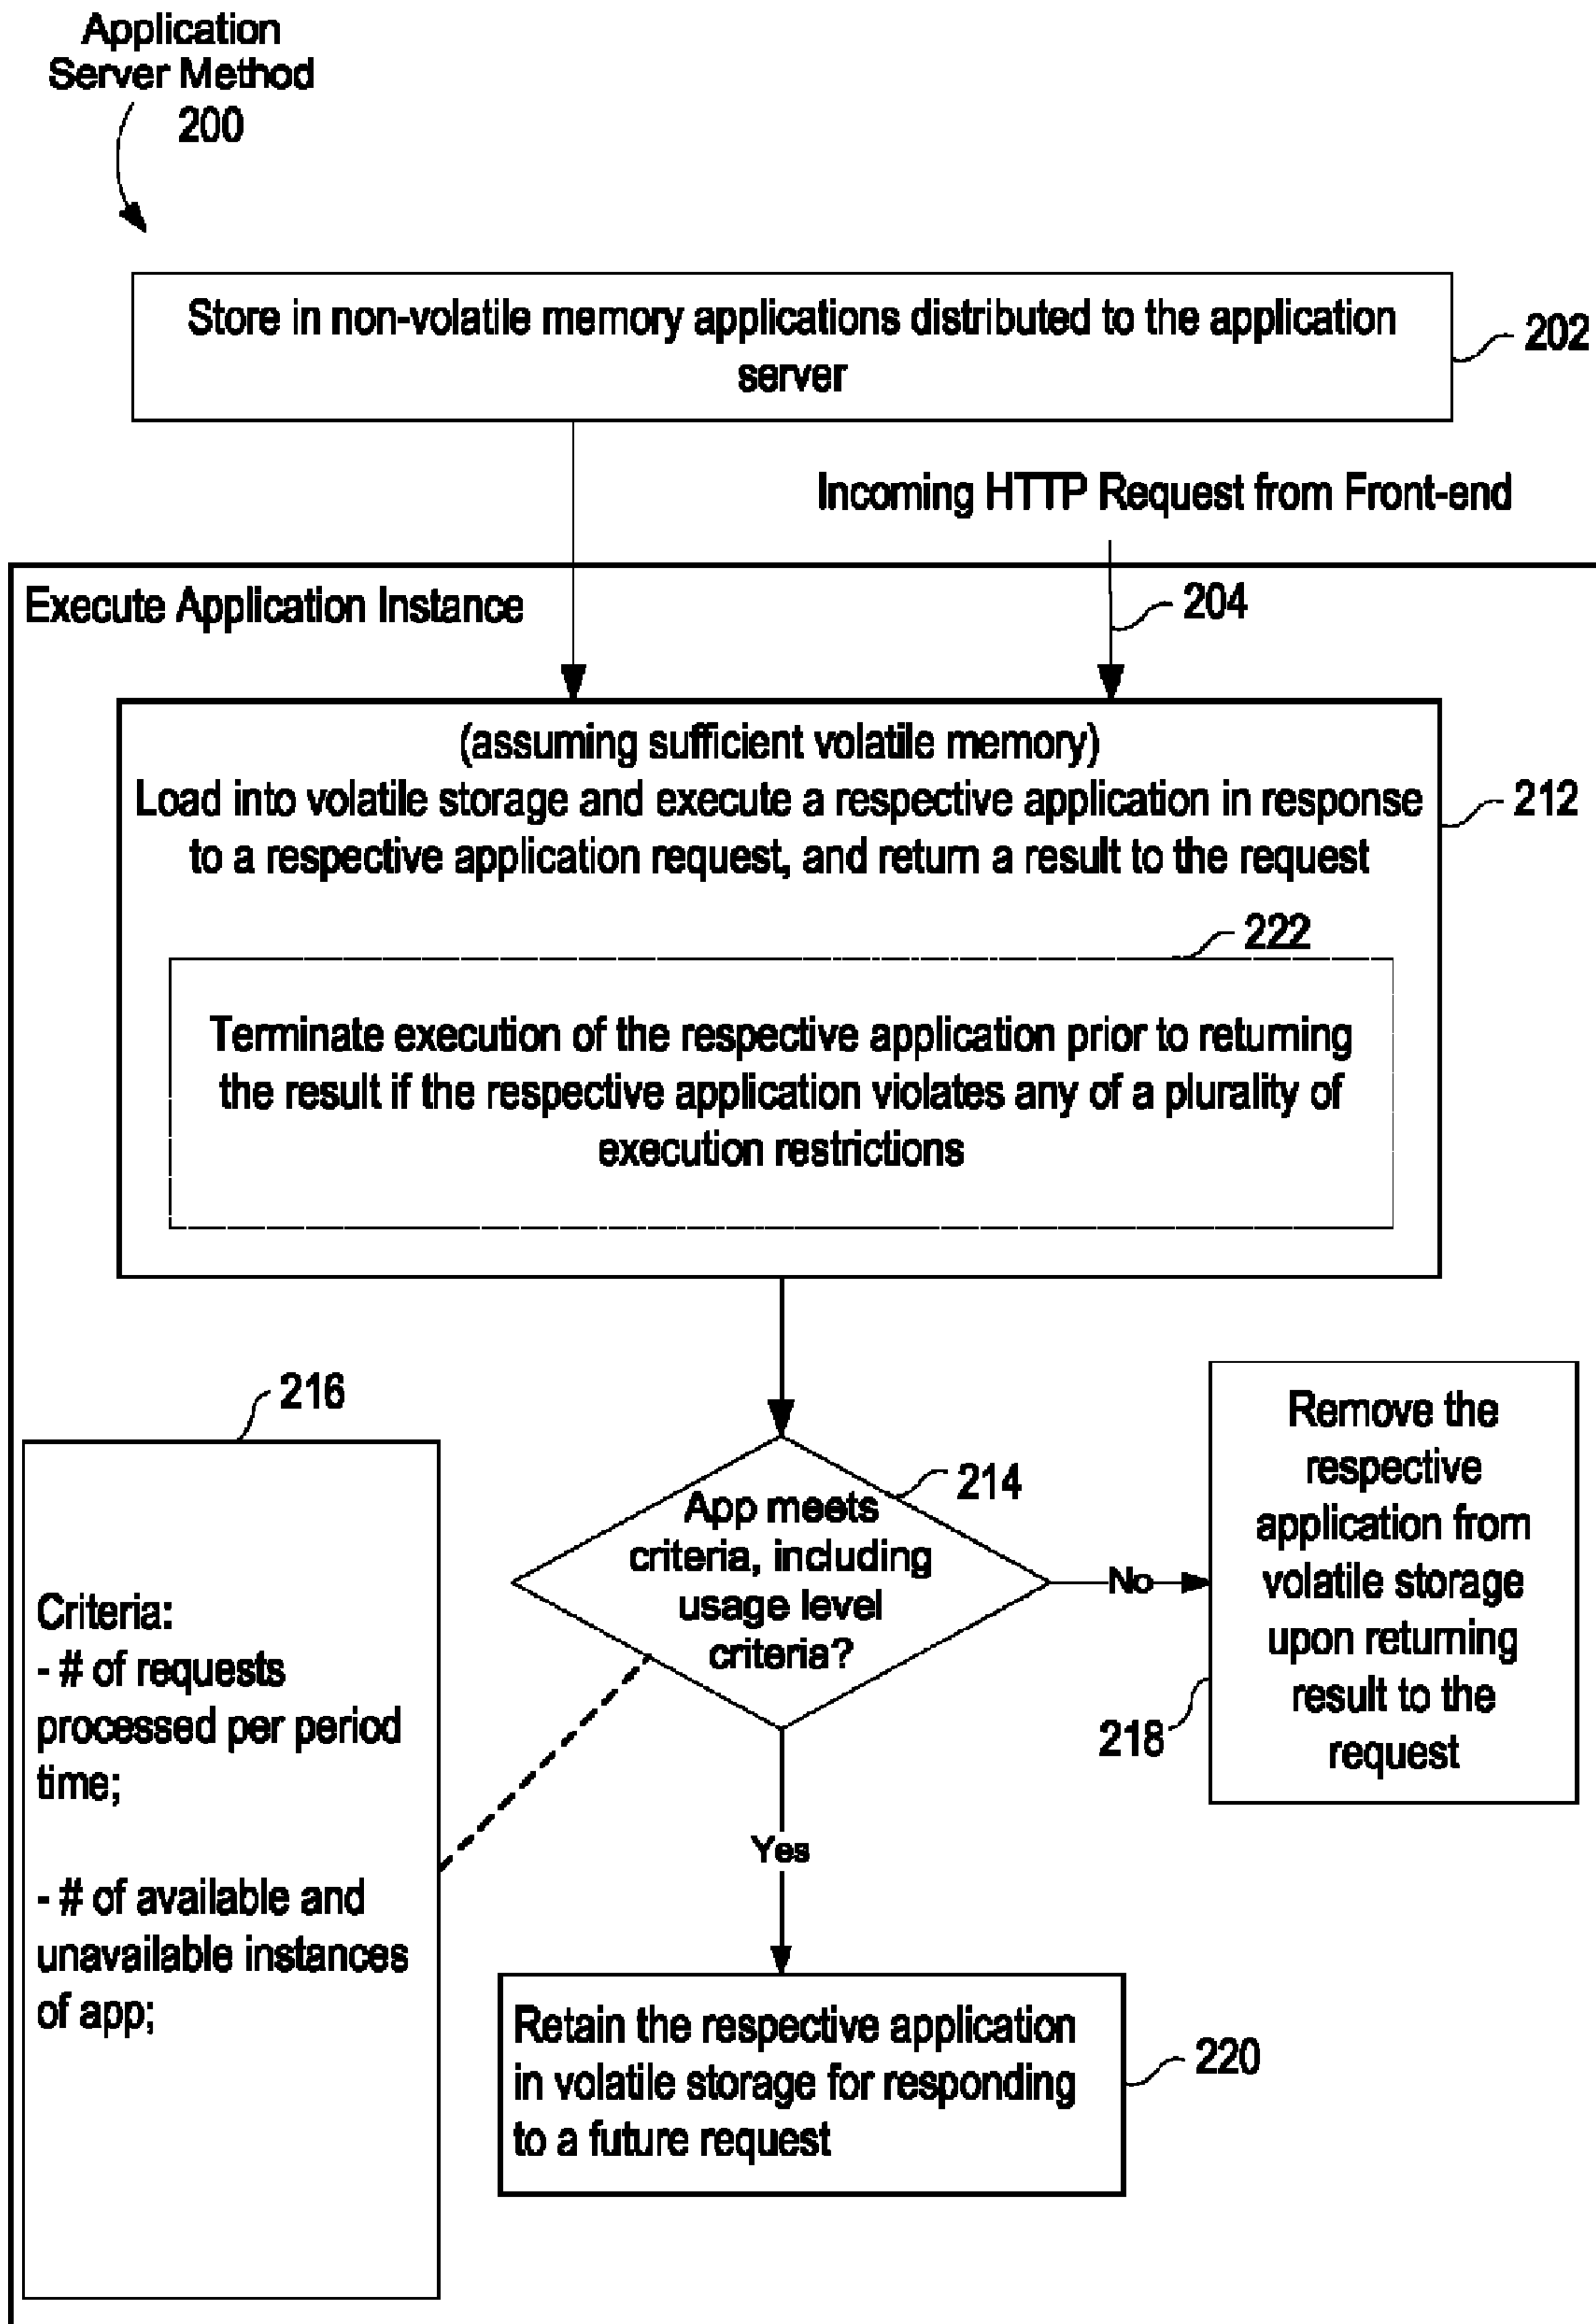 Application
Server Method
200
Store in non-volatile memory applications distributed to the application
server
202
Incoming HTTP Request from Front-end
Execute Application Instance
204
(assuming sufficient volatile memory)
Load into volatile storage and execute a respective application in response
to a respective application request, and return a result to the request
212
222
Terminate execution of the respective application prior to returning
the result if the respective application violates any of a plurality of
execution restrictions
216
Criteria:
- # of requests
processed per period
time;
- # of available and
unavailable instances
of app;
214
App meets
criteria, including
usage level
criteria?
No
Remove the
respective
application from
volatile storage
upon returning
result to the
request
218
Yes
Retain the respective application
in volatile storage for responding
to a future request
220